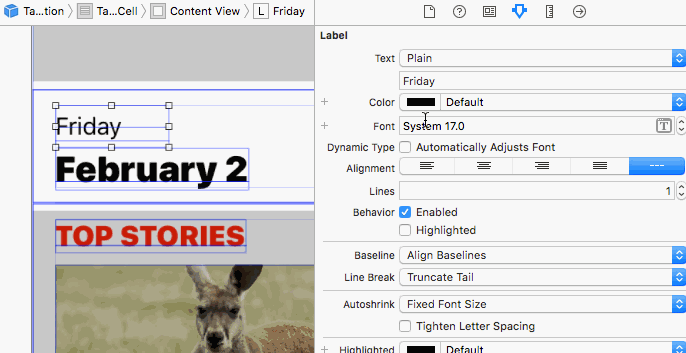 Ta...tion > Ta...Cell > Content View > L Friday
Label
Text Plain
Friday
Color Default
Font System 17.0 T
Dynamic Type Automatically Adjusts Font
Alignment
Lines 1
Behavior Enabled
Highlighted
Baseline Align Baselines
Line Break Truncate Tail
Autoshrink Fixed Font Size
Tighten Letter Spacing
Highlighted Default
Friday
February 2
TOP STORIES